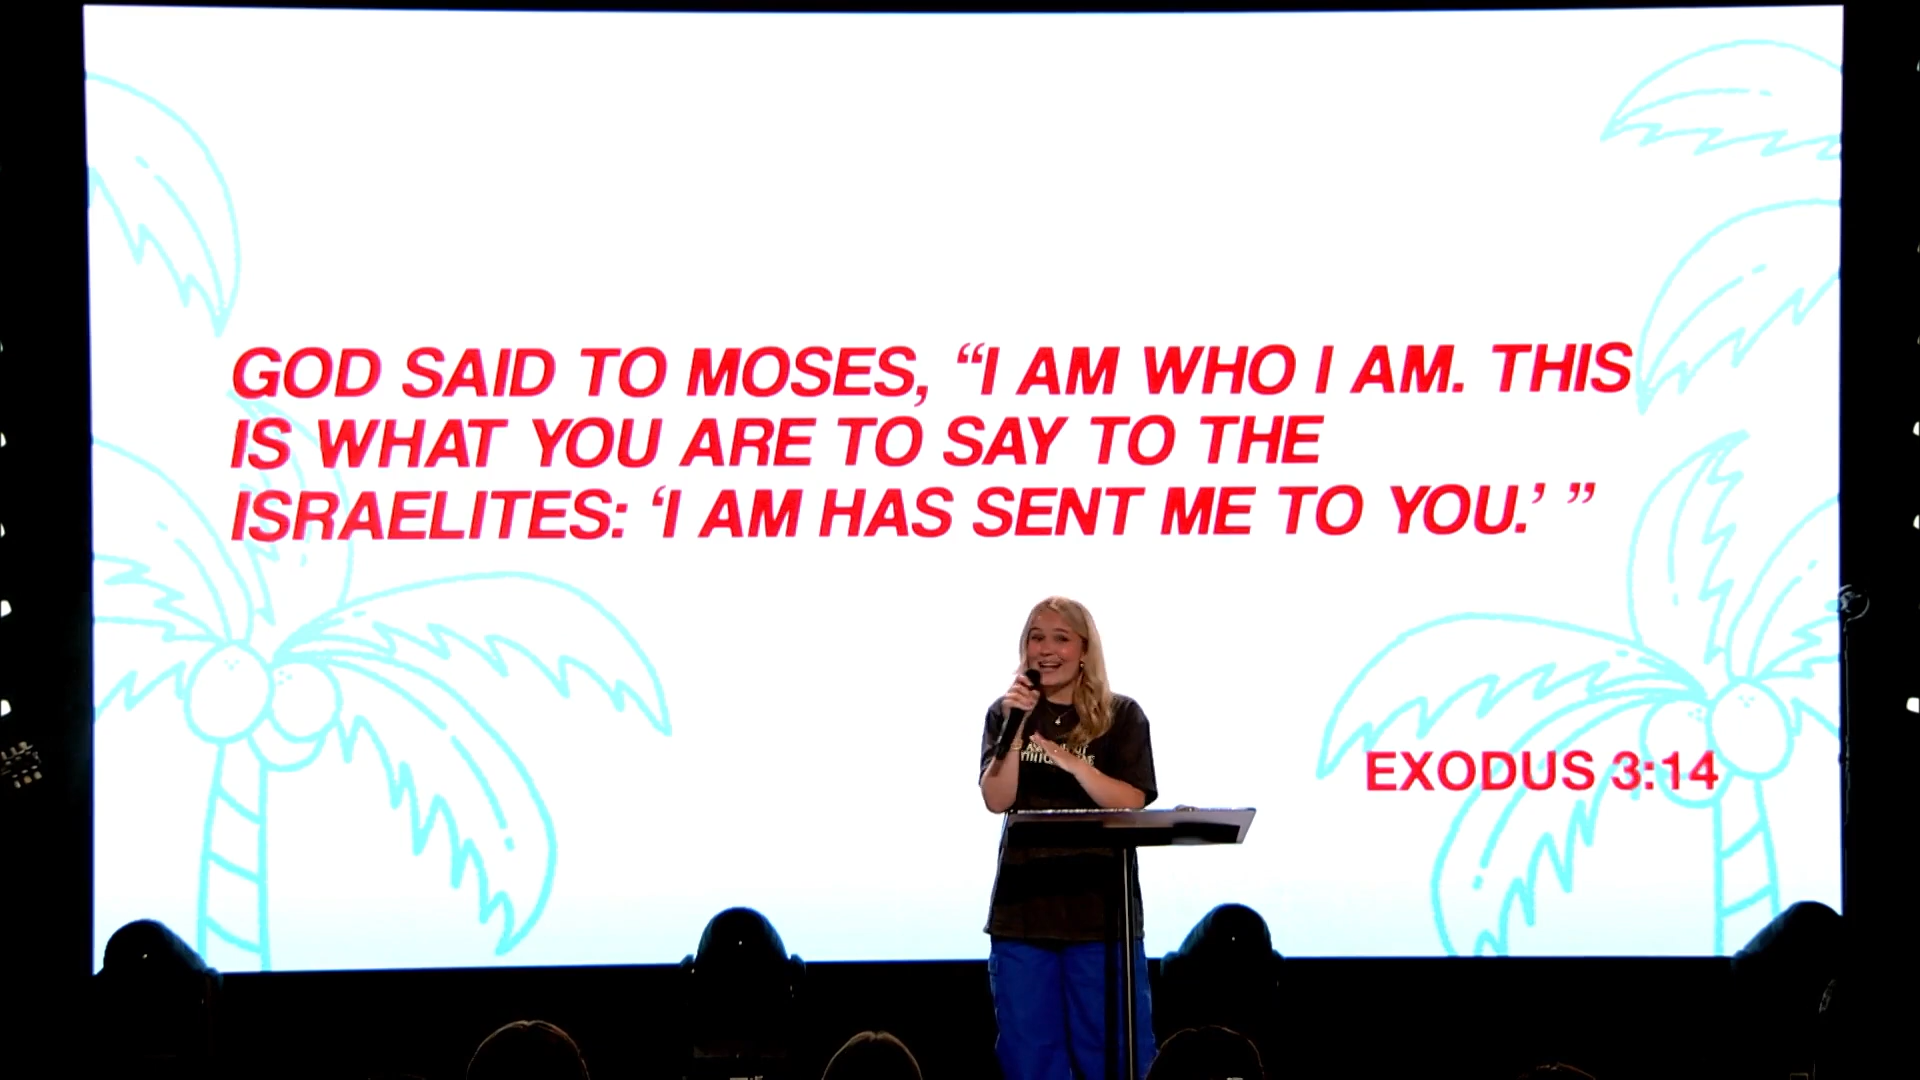 GOD SAID TO MOSES, “I AM WHO I AM. THIS
IS WHAT YOU ARE TO SAY TO THE
ISRAELITES: ‘I AM HAS SENT ME TO YOU.’ ”
EXODUS 3:14